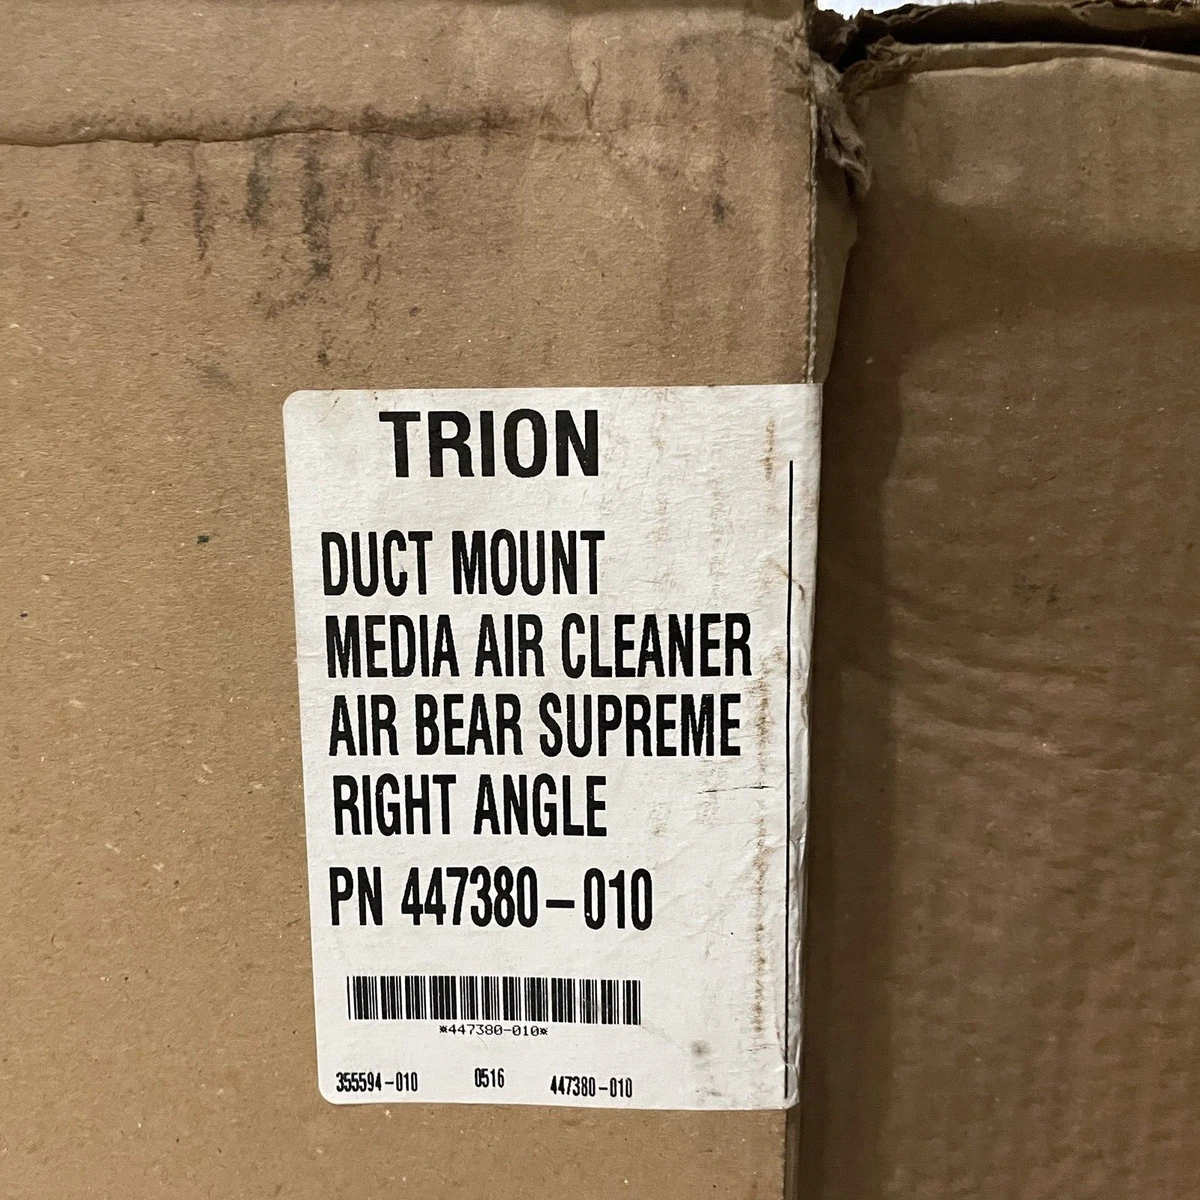 TRION
DUCT MOUNT
MEDIA AIR CLEANER
AIR BEAR SUPREME
RIGHT ANGLE
PN 447380-010
*447380-010*
355594-010 0516 447380-010